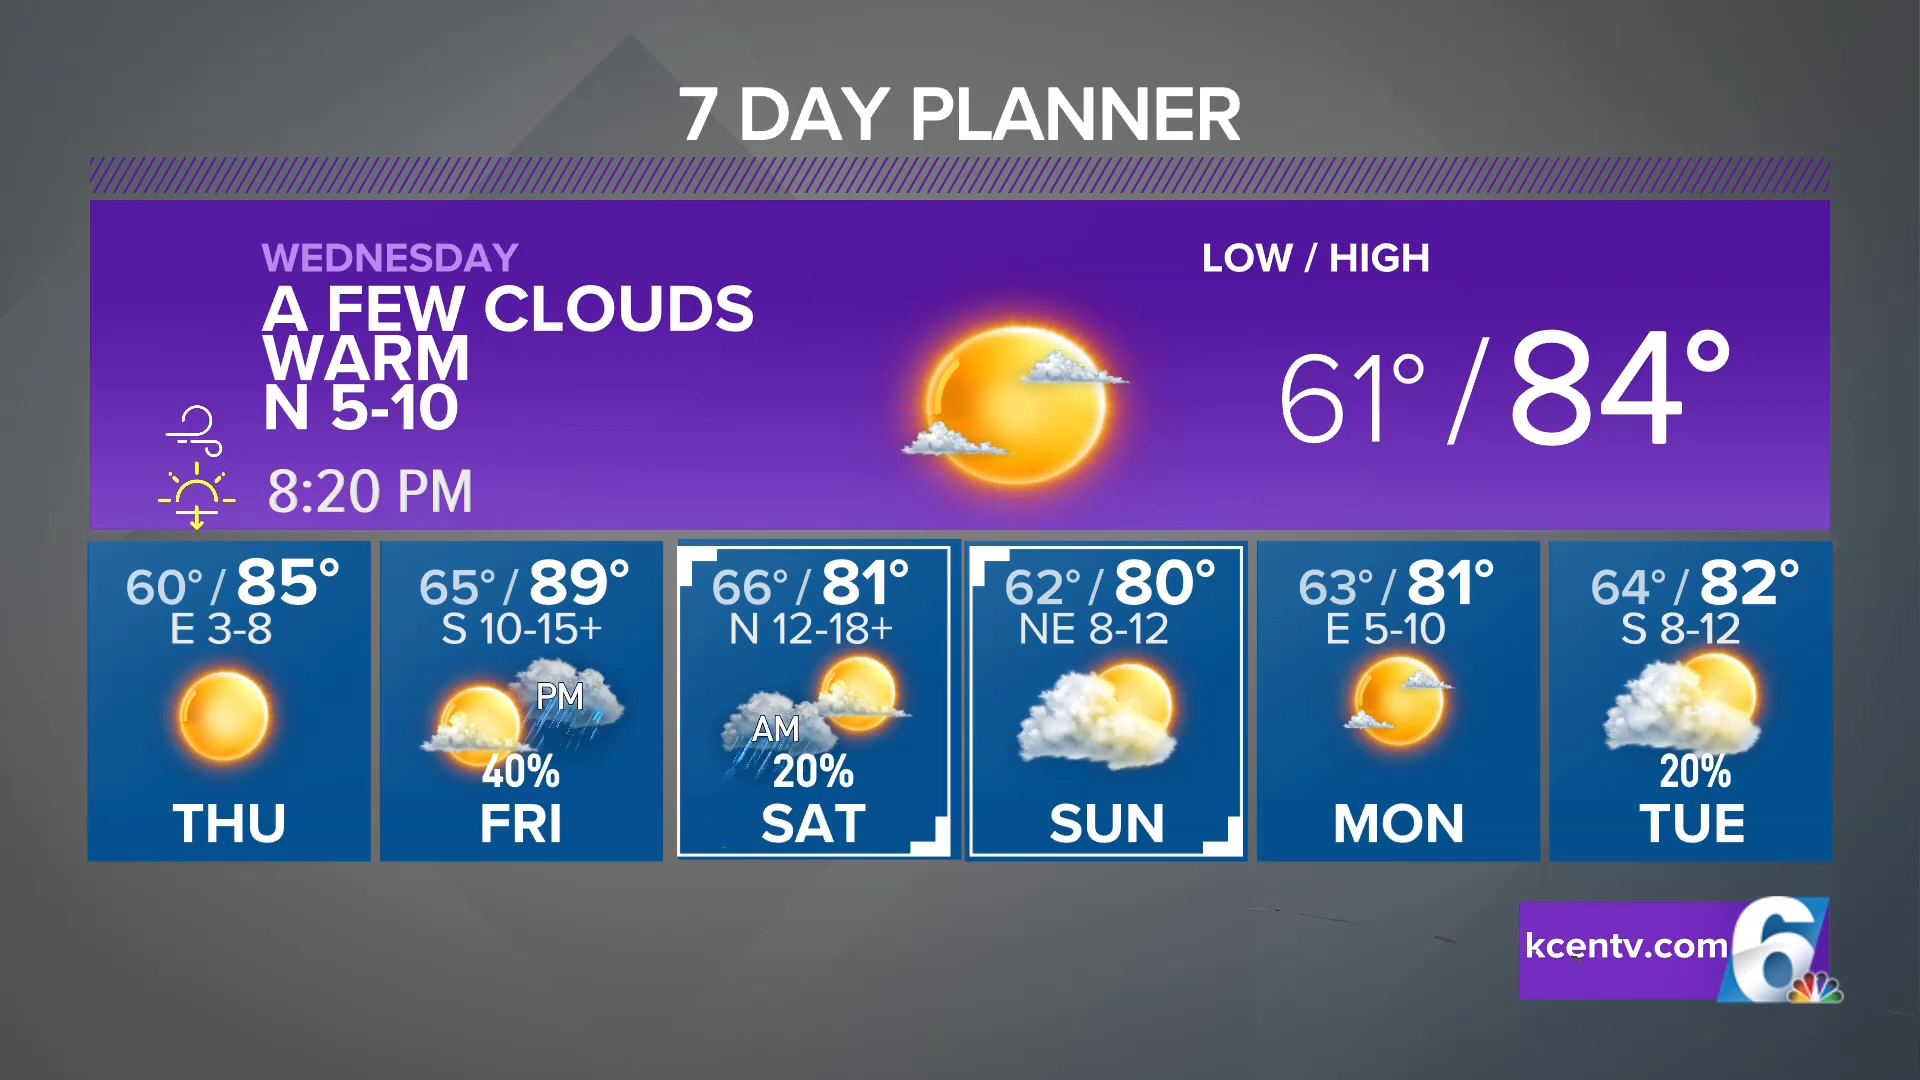 7 DAY PLANNER
WEDNESDAY
A FEW CLOUDS
WARM
N 5-10
8:20 PM
LOW / HIGH
61° / 84°
60° / 85°
E 3-8
THU
65° / 89°
S 10-15+
PM
40%
FRI
66° / 81°
N 12-18+
AM
20%
SAT
62° / 80°
NE 8-12
SUN
63° / 81°
E 5-10
MON
64° / 82°
S 8-12
20%
TUE
kcentv.com 6